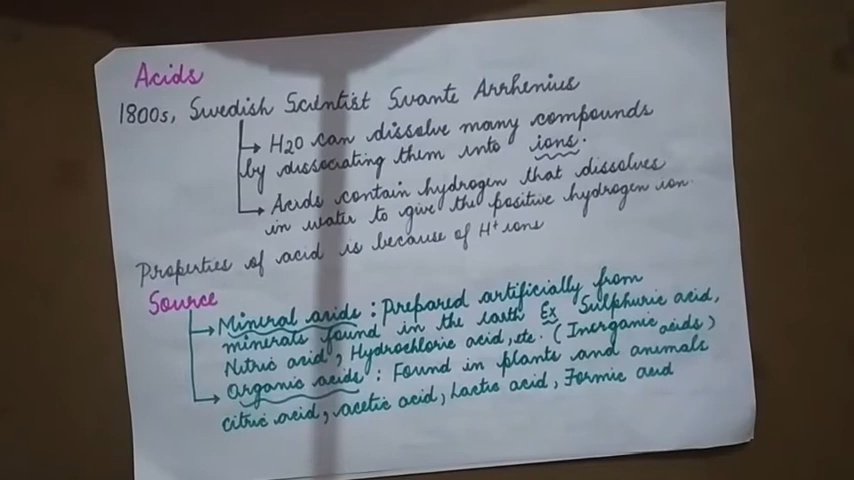 Acids
1800s, Swedish Scientist Svante Arrhenius
H2O can dissolve many compounds
by dissociating them into ions.
Acids contain hydrogen that dissolves
in water to give the positive hydrogen ion.
Properties of acid is because of H+ ions
Source
Mineral acids : Prepared artificially from
minerals found in the earth Ex Sulphuric acid,
Nitric acid, Hydrochloric acid, etc. (Inorganic acids)
Organic acids : Found in plants and animals
citric acid, acetic acid, Lactic acid, Formic acid